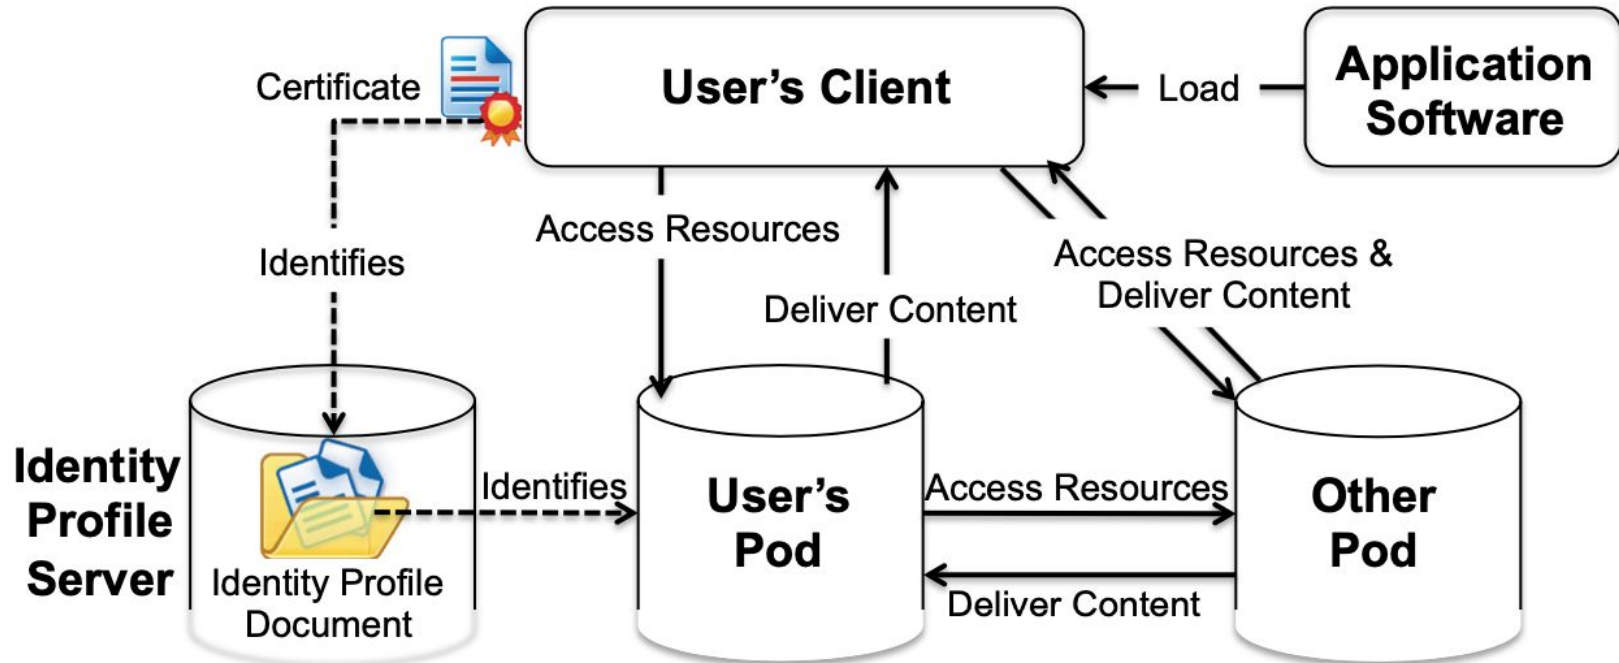 Certificate
User's Client
Load
Application
Software
Access Resources
Identifies
Deliver Content
Access Resources &
Deliver Content
Identity
Profile
Server
Identity Profile
Document
Identifies
User's
Pod
Access Resources
Deliver Content
Other
Pod